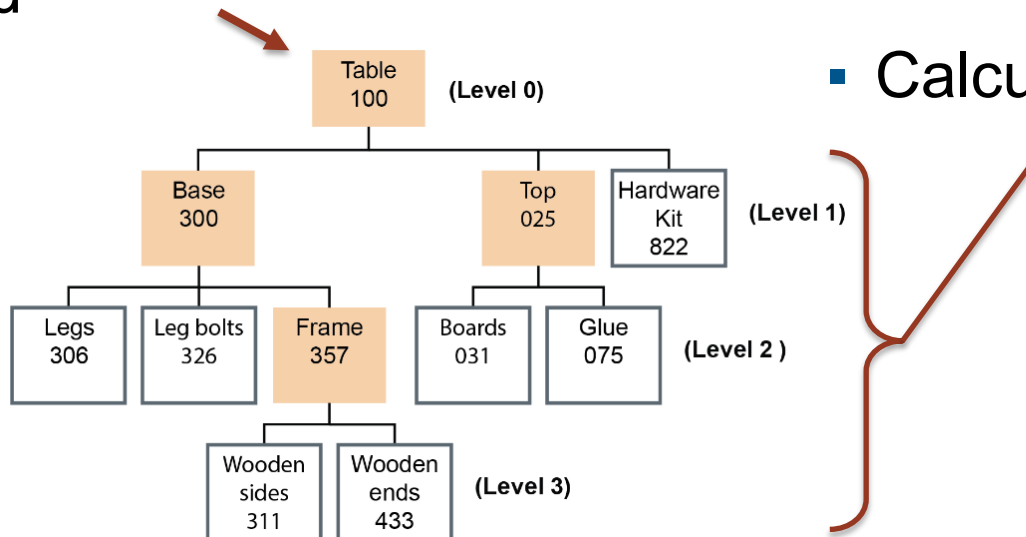 Table
100
(Level 0)
▪ Calcu
Base
300
Top
025
Hardware
Kit
822
(Level 1)
Legs
306
Leg bolts
326
Frame
357
Boards
031
Glue
075
(Level 2 )
Wooden
sides
311
Wooden
ends
433
(Level 3)